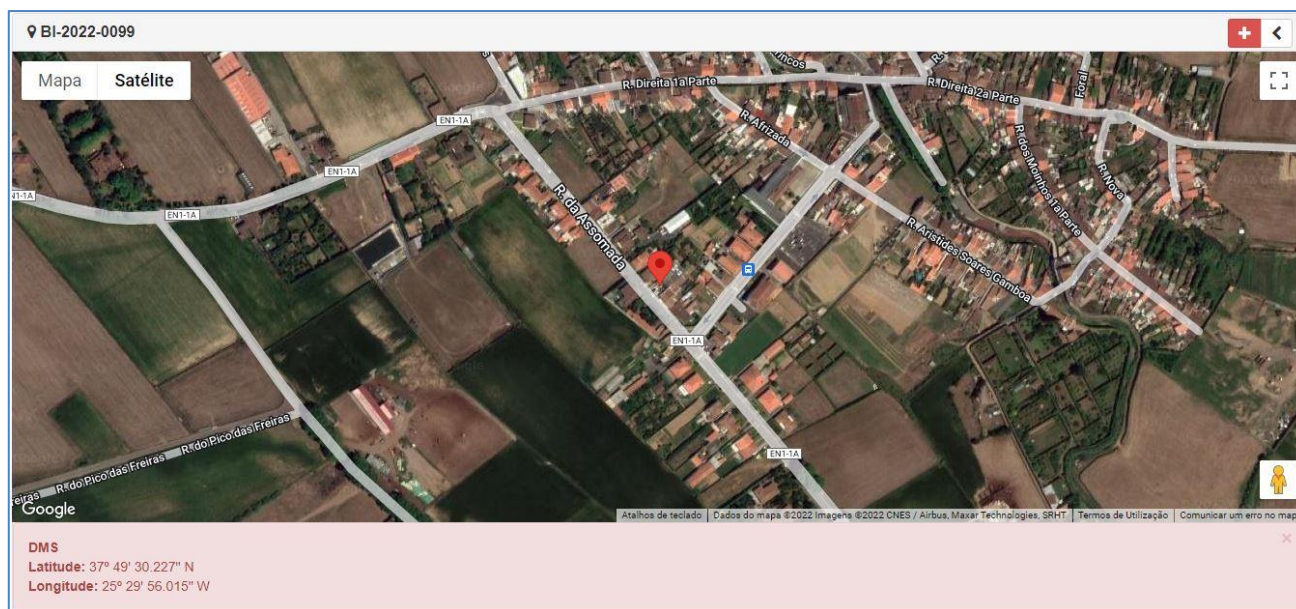 BI-2022-0099
Mapa
Satélite
R. Direita 1a Parte
R. Direita 2a Parte
Foral
EN1-1A
R. Afrizada
EN1-1A
R. dos Moinhos 1a Parte
R. Nova
EN1-1A
R. da Assomada
R. Aristides Soares Gamboa
EN1-1A
R. do Pico das Freiras
R. do Pico das Freiras
EN1-1A
Google
Atalhos de teclado
Dados do mapa ©2022 Imagens ©2022 CNES / Airbus, Maxar Technologies, SRHT
Termos de Utilização
Comunicar um erro no map
DMS
Latitude: 37º 49' 30.227" N
Longitude: 25º 29' 56.015" W